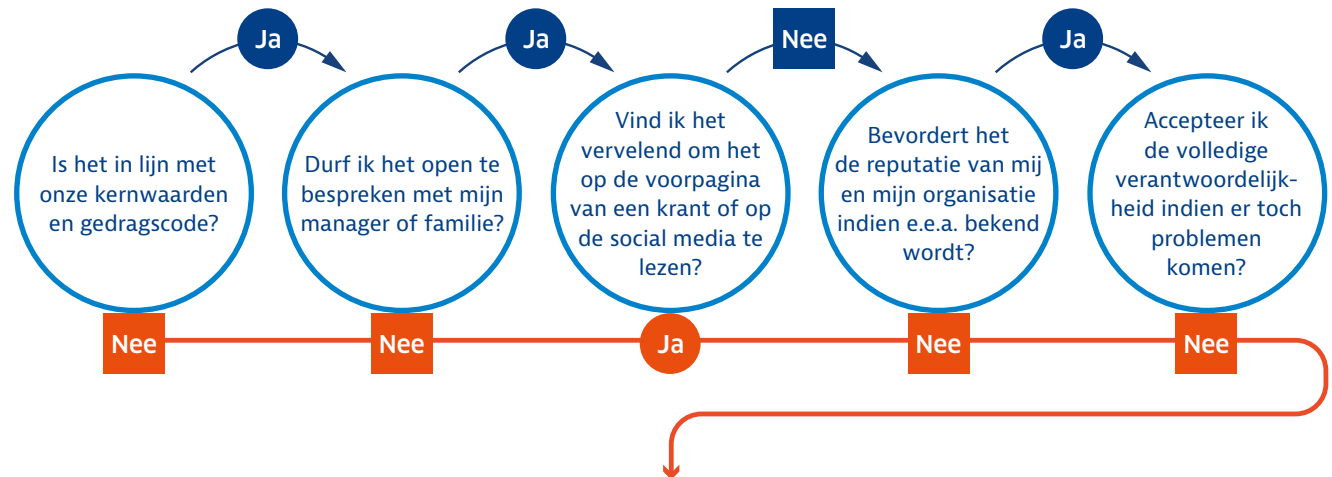 Ja
Ja
Nee
Ja
Is het in lijn met
onze kernwaarden
en gedragscode?
Durf ik het open te
bespreken met mijn
manager of familie?
Vind ik het
vervelend om het
op de voorpagina
van een krant of op
de social media te
lezen?
Bevordert het
de reputatie van mij
en mijn organisatie
indien e.e.a. bekend
wordt?
Accepteer ik
de volledige
verantwoordelijk-
heid indien er toch
problemen
komen?
Nee
Nee
Ja
Nee
Nee